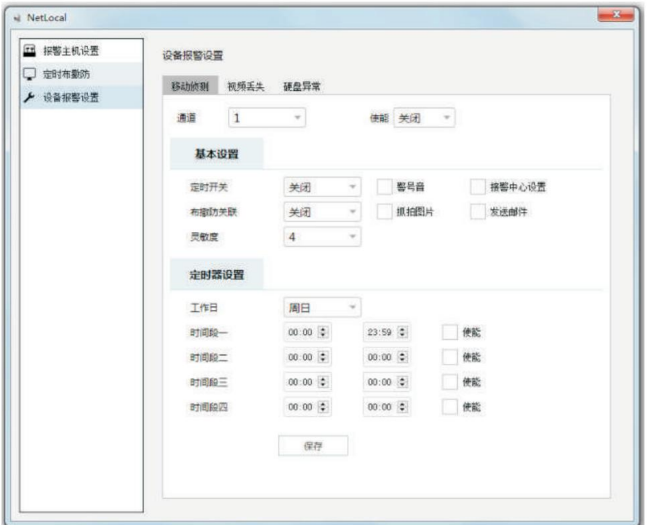 NetLocal
报警主机设置
定时布撤防
设备报警设置
设备报警设置
移动侦测 视频丢失 硬盘异常
通道 1 使能 关闭
基本设置
定时开关 关闭 警号音 接警中心设置
布撤防关联 关闭 抓拍图片 发送邮件
灵敏度 4
定时器设置
工作日 周日
时间段一 00:00 23:59 使能
时间段二 00:00 00:00 使能
时间段三 00:00 00:00 使能
时间段四 00:00 00:00 使能
保存